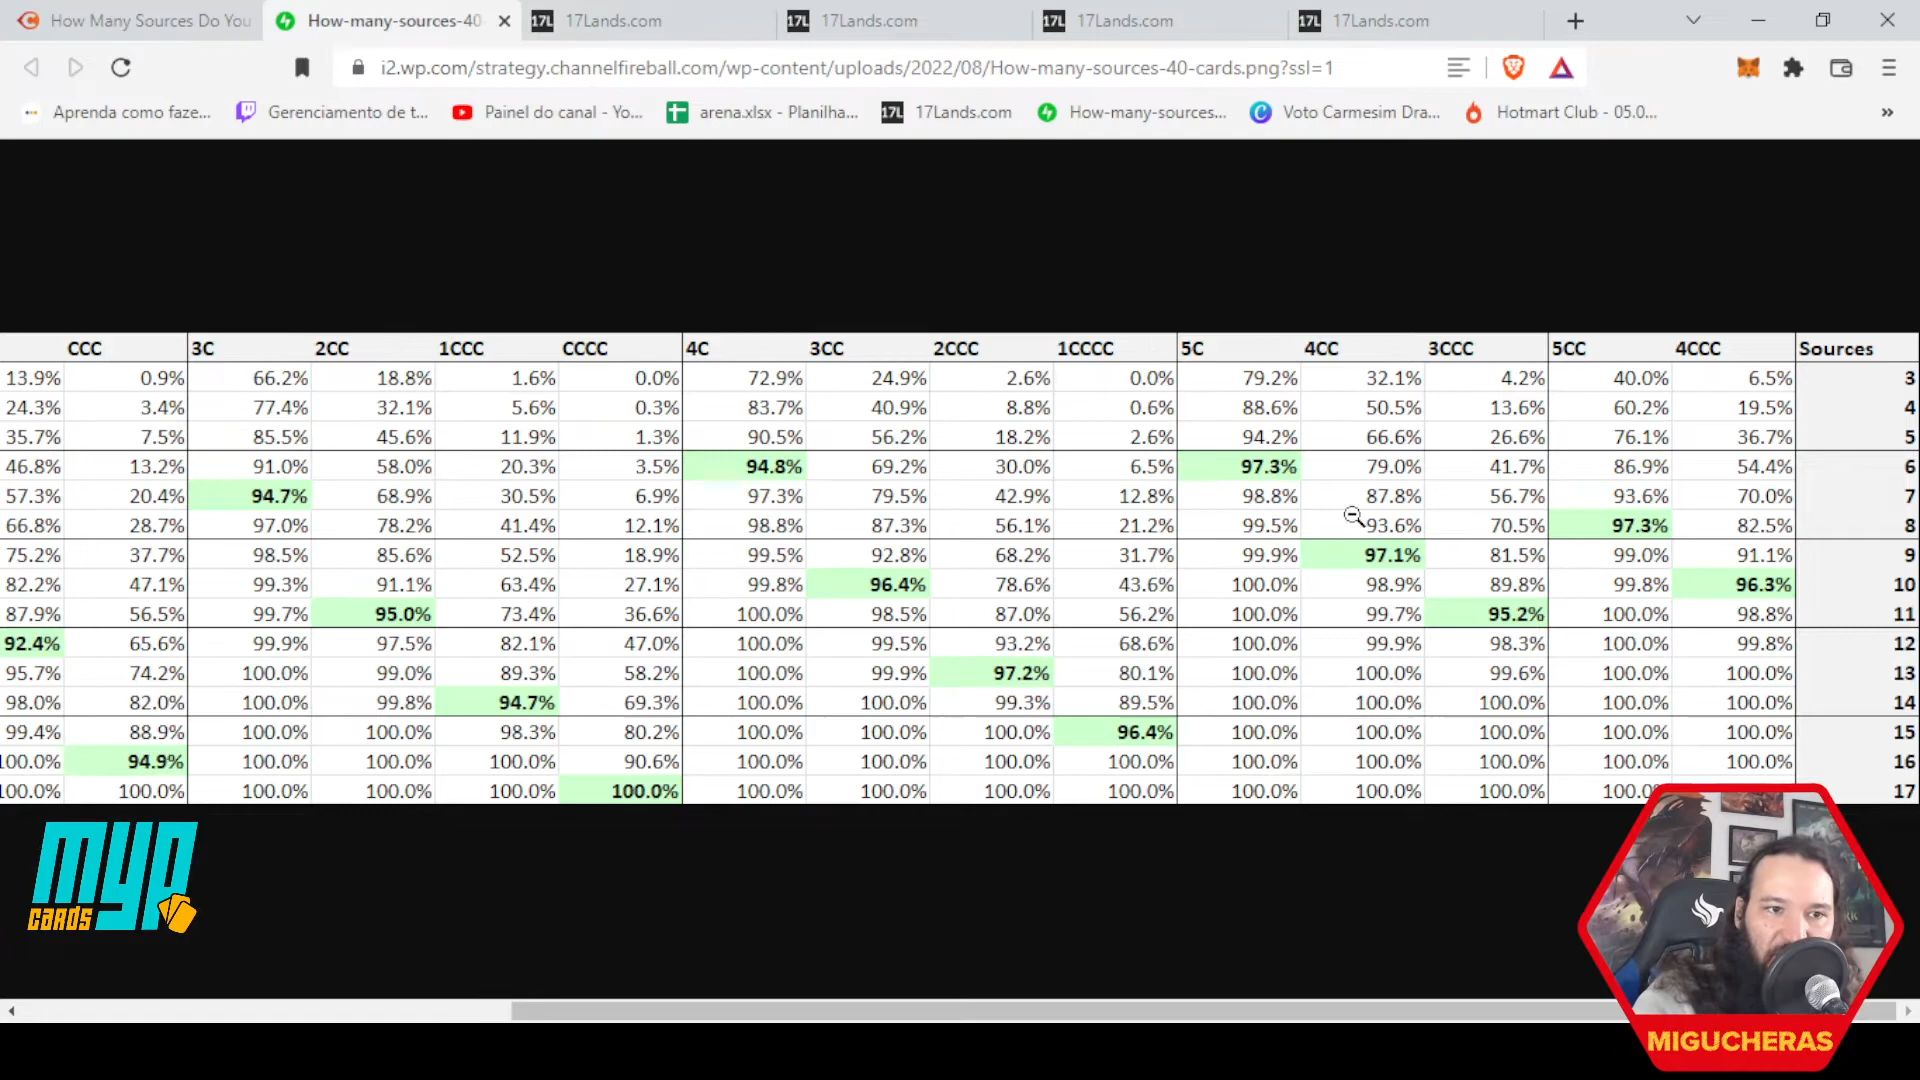 How Many Sources Do You
How-many-sources-40
17L 17Lands.com
17L 17Lands.com
17L 17Lands.com
17L 17Lands.com
i2.wp.com/strategy.channelfireball.com/wp-content/uploads/2022/08/How-many-sources-40-cards.png?ssl=1
Aprenda como faze... Gerenciamento de t... Painel do canal - Yo... arena.xlsx - Planilha... 17L 17Lands.com How-many-sources... Voto Carmesim Dra... Hotmart Club - 05.0...
CCC 3C 2CC 1CCC CCCC 4C 3CC 2CCC 1CCCC 5C 4CC 3CCC 5CC 4CCC Sources
13.9% 0.9% 66.2% 18.8% 1.6% 0.0% 72.9% 24.9% 2.6% 0.0% 79.2% 32.1% 4.2% 40.0% 6.5% 3
24.3% 3.4% 77.4% 32.1% 5.6% 0.3% 83.7% 40.9% 8.8% 0.6% 88.6% 50.5% 13.6% 60.2% 19.5% 4
35.7% 7.5% 85.5% 45.6% 11.9% 1.3% 90.5% 56.2% 18.2% 2.6% 94.2% 66.6% 26.6% 76.1% 36.7% 5
46.8% 13.2% 91.0% 58.0% 20.3% 3.5% 94.8% 69.2% 30.0% 6.5% 97.3% 79.0% 41.7% 86.9% 54.4% 6
57.3% 20.4% 94.7% 68.9% 30.5% 6.9% 97.3% 79.5% 42.9% 12.8% 98.8% 87.8% 56.7% 93.6% 70.0% 7
66.8% 28.7% 97.0% 78.2% 41.4% 12.1% 98.8% 87.3% 56.1% 21.2% 99.5% 93.6% 70.5% 97.3% 82.5% 8
75.2% 37.7% 98.5% 85.6% 52.5% 18.9% 99.5% 92.8% 68.2% 31.7% 99.9% 97.1% 81.5% 99.0% 91.1% 9
82.2% 47.1% 99.3% 91.1% 63.4% 27.1% 99.8% 96.4% 78.6% 43.6% 100.0% 98.9% 89.8% 99.8% 96.3% 10
87.9% 56.5% 99.7% 95.0% 73.4% 36.6% 100.0% 98.5% 87.0% 56.2% 100.0% 99.7% 95.2% 100.0% 98.8% 11
92.4% 65.6% 99.9% 97.5% 82.1% 47.0% 100.0% 99.5% 93.2% 68.6% 100.0% 99.9% 98.3% 100.0% 99.8% 12
95.7% 74.2% 100.0% 99.0% 89.3% 58.2% 100.0% 99.9% 97.2% 80.1% 100.0% 100.0% 99.6% 100.0% 100.0% 13
98.0% 82.0% 100.0% 99.8% 94.7% 69.3% 100.0% 100.0% 99.3% 89.5% 100.0% 100.0% 100.0% 100.0% 100.0% 14
99.4% 88.9% 100.0% 100.0% 98.3% 80.2% 100.0% 100.0% 100.0% 96.4% 100.0% 100.0% 100.0% 100.0% 100.0% 15
00.0% 94.9% 100.0% 100.0% 100.0% 90.6% 100.0% 100.0% 100.0% 100.0% 100.0% 100.0% 100.0% 100.0% 100.0% 16
00.0% 100.0% 100.0% 100.0% 100.0% 100.0% 100.0% 100.0% 100.0% 100.0% 100.0% 100.0% 100.0% 100.0 17
myp
cards
MIGUCHERAS